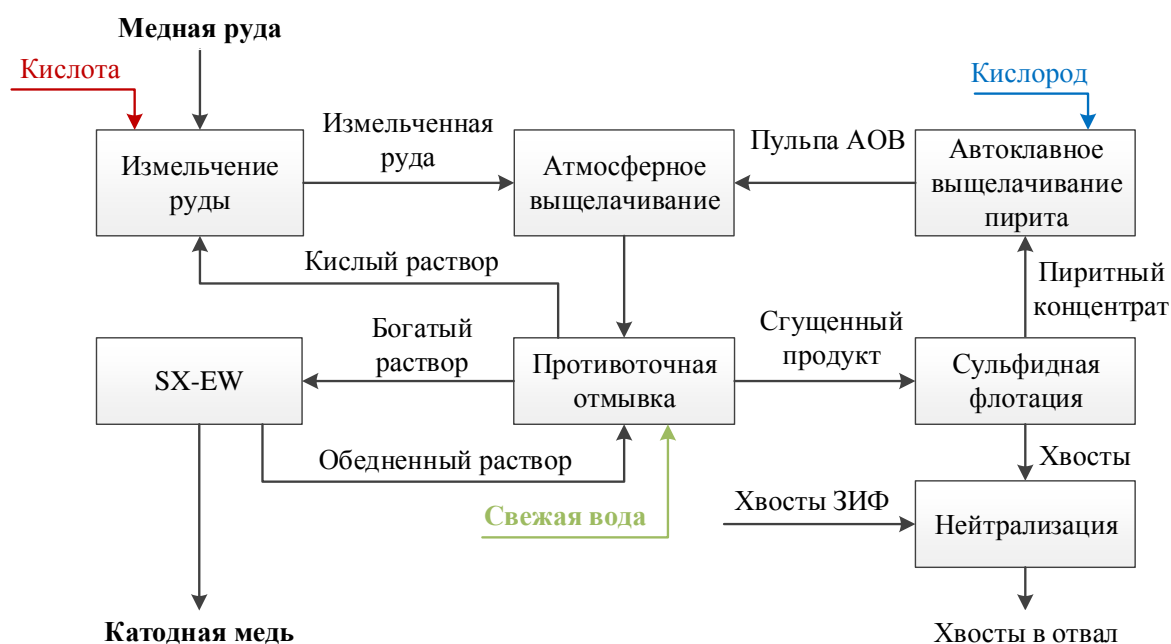 Медная руда
Кислота
Кислород
Измельчение
руды
Измельченная
руда
Атмосферное
выщелачивание
Пульпа АОВ
Автоклавное
выщелачивание
пирита
Кислый раствор
Пиритный
концентрат
Богатый
раствор
Сгущенный
продукт
SX-EW
Противоточная
отмывка
Сульфидная
флотация
Обедненный раствор
Хвосты
Свежая вода
Хвосты ЗИФ
Нейтрализация
Катодная медь
Хвосты в отвал